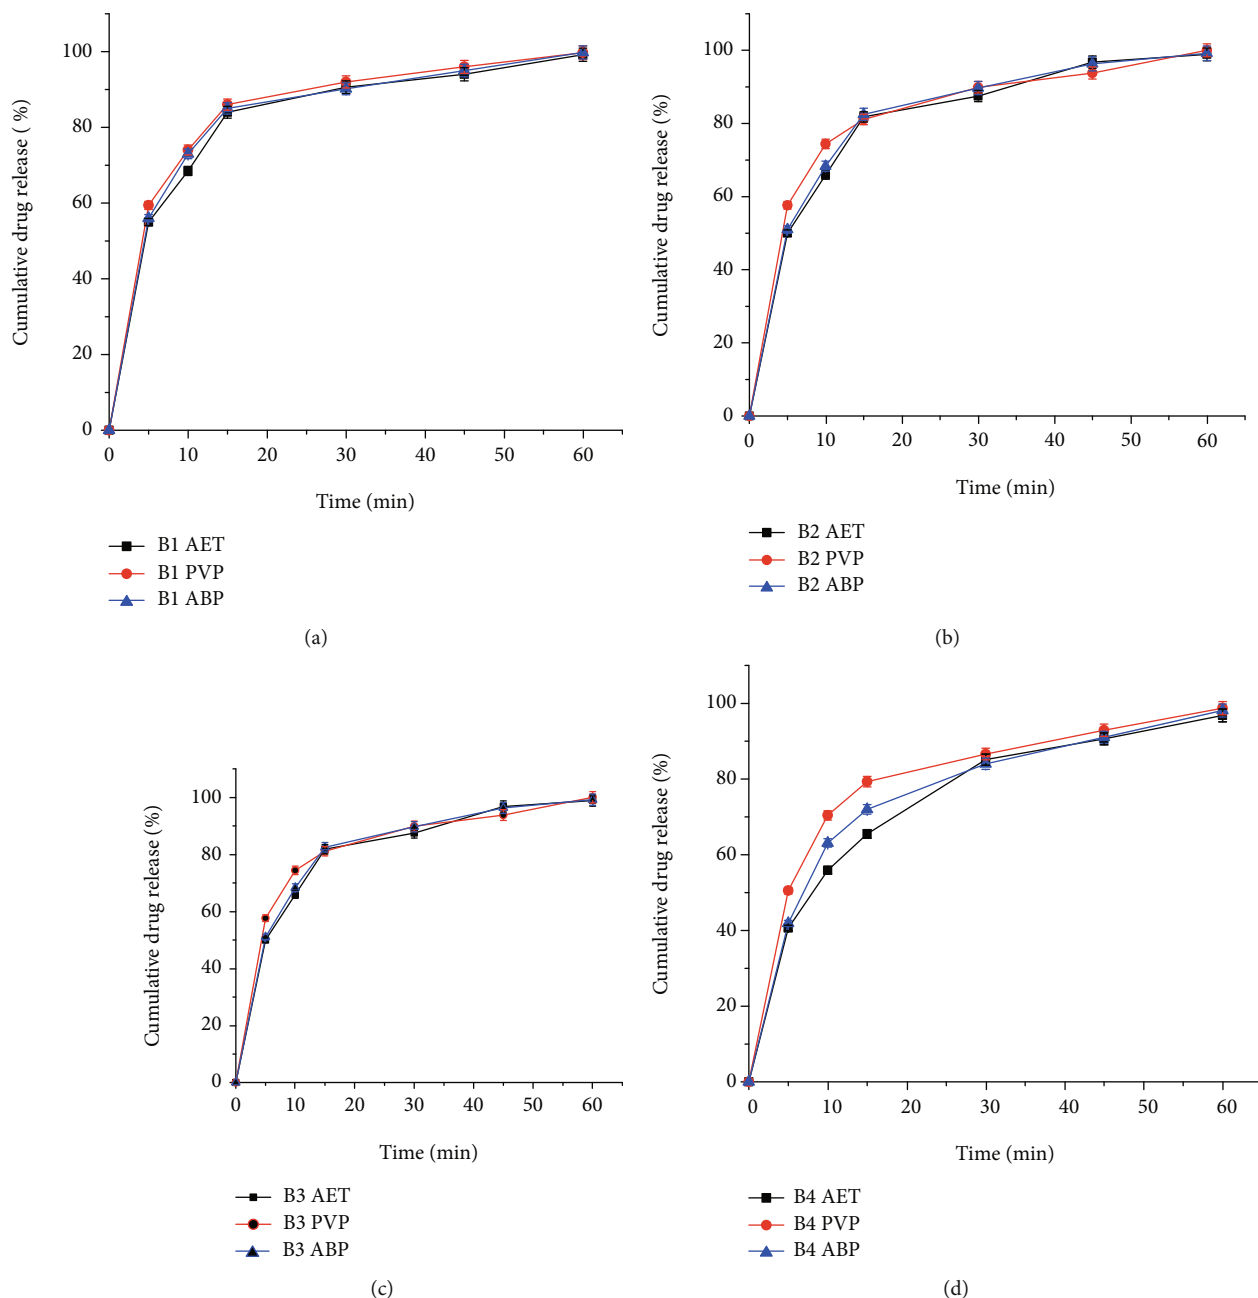 100
80
60
40
20
0
Cumulative drug release ( %)
0 10 20 30 40 50 60
Time (min)
B1 AET
B1 PVP
B1 ABP
(a)
100
80
60
40
20
0
Cumulative drug release (%)
0 10 20 30 40 50 60
Time (min)
B2 AET
B2 PVP
B2 ABP
(b)
100
80
60
40
20
0
Cumulative drug release (%)
0 10 20 30 40 50 60
Time (min)
B3 AET
B3 PVP
B3 ABP
(c)
100
80
60
40
20
0
Cumulative drug release (%)
0 10 20 30 40 50 60
Time (min)
B4 AET
B4 PVP
B4 ABP
(d)